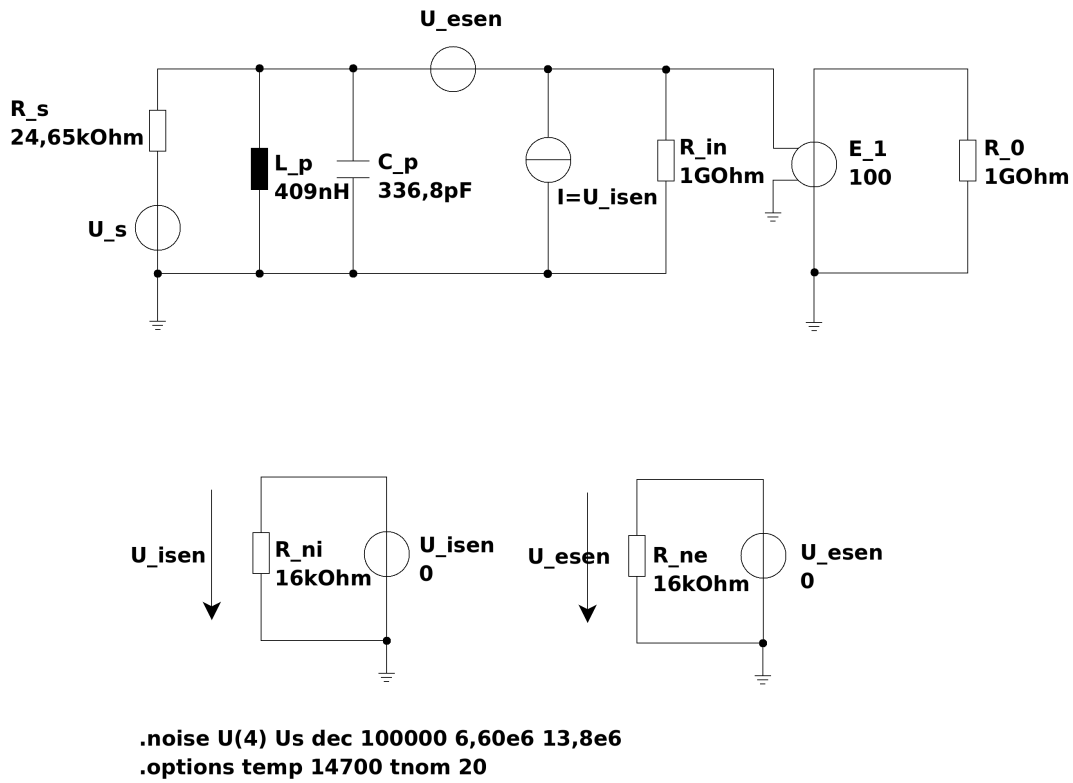 U_esen
R_s
24,65kOhm
L_p
409nH
C_p
336,8pF
R_in
1GOhm
E_1
100
R_0
1GOhm
I=U_isen
U_s
U_isen
R_ni
16kOhm
U_isen
0
U_esen
R_ne
16kOhm
U_esen
0
.noise U(4) Us dec 100000 6,60e6 13,8e6
.options temp 14700 tnom 20